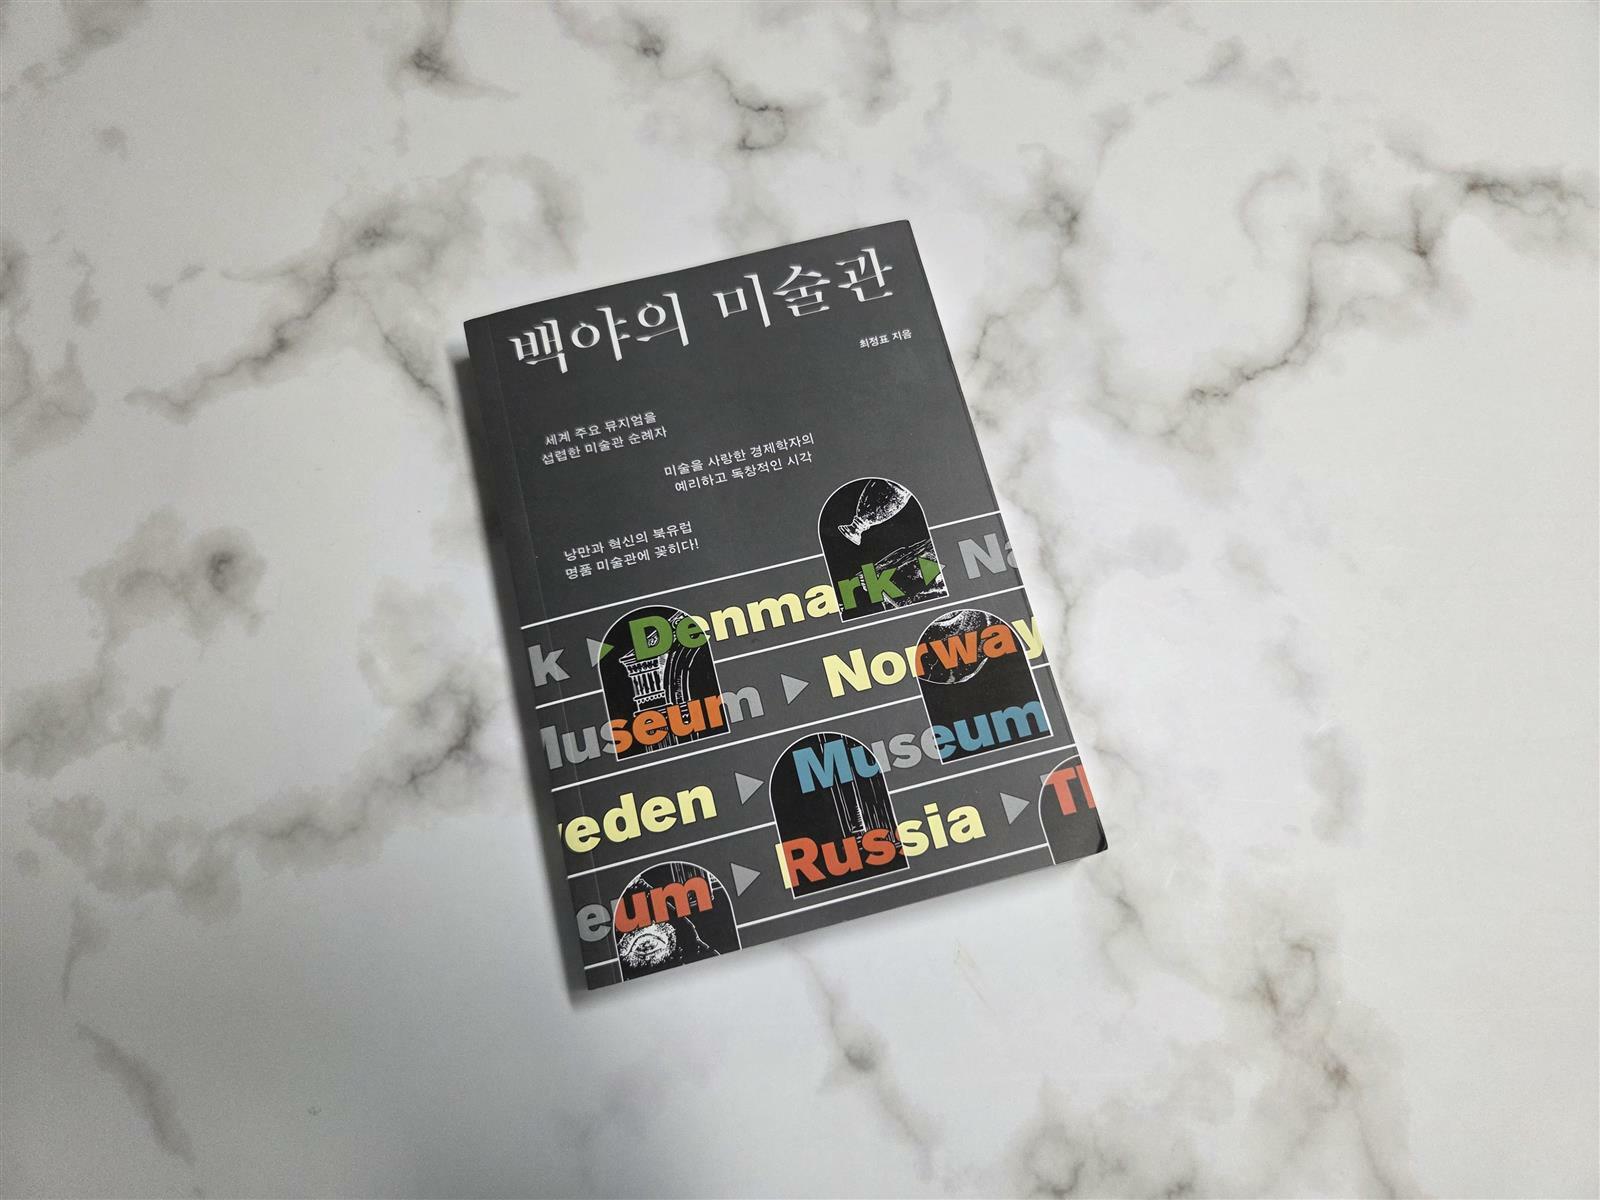 백야의 미술관
최정표 지음
세계 주요 뮤지엄을
섭렵한 미술관 순례자
미술을 사랑한 경제학자의
예리하고 독창적인 시각
낭만과 혁신의 북유럽
명품 미술관에 꽂히다!
k ▶ Denmark ▶ Na
Museum ▶ Norway
weden ▶ Museum
eum ▶ Russia ▶ Th